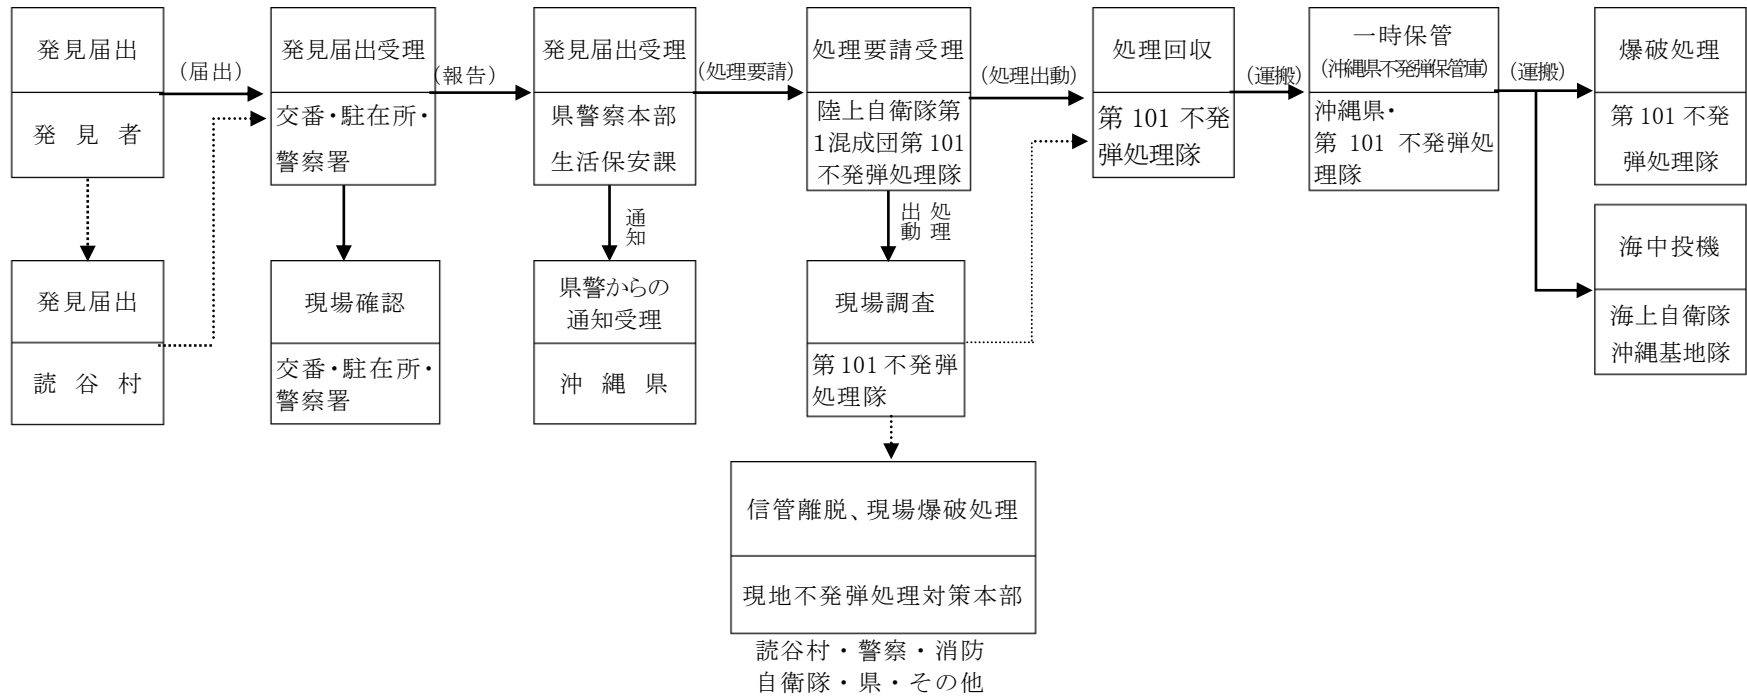 発見届出
発 見 者
(届出)
発見届出受理
交番・駐在所・
警察署
(報告)
発見届出受理
県警察本部
生活保安課
(処理要請)
処理要請受理
陸上自衛隊第
1混成団第101
不発弾処理隊
(処理出動)
処理回収
第 101 不発
弾処理隊
(運搬)
一時保管
(沖縄県不発弾保管庫)
沖縄県・
第 101 不発弾処
理隊
(運搬)
爆破処理
第 101 不発
弾処理隊
通知
処理
出動
発見届出
読 谷 村
現場確認
交番・駐在所・
警察署
県警からの
通知受理
沖 縄 県
現場調査
第 101 不発弾
処理隊
海中投機
海上自衛隊
沖縄基地隊
信管離脱、現場爆破処理
現地不発弾処理対策本部
読谷村・警察・消防
自衛隊・県・その他